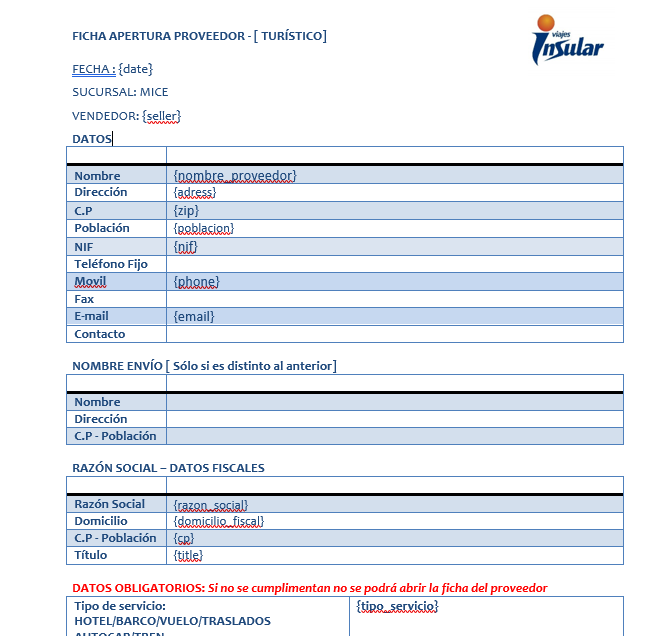 FICHA APERTURA PROVEEDOR - [ TURÍSTICO]
viajes
insular
FECHA : {date}
SUCURSAL: MICE
VENDEDOR: {seller}
DATOS
Nombre {nombre_proveedor}
Dirección {adress}
C.P {zip}
Población {poblacion}
NIF {nif}
Teléfono Fijo
Movil {phone}
Fax
E-mail {email}
Contacto
NOMBRE ENVÍO [ Sólo si es distinto al anterior]
Nombre
Dirección
C.P - Población
RAZÓN SOCIAL – DATOS FISCALES
Razón Social {razon_social}
Domicilio {domicilio_fiscal}
C.P - Población {cp}
Título {title}
DATOS OBLIGATORIOS: Si no se cumplimentan no se podrá abrir la ficha del proveedor
Tipo de servicio: {tipo_servicio}
HOTEL/BARCO/VUELO/TRASLADOS
AUTOCAR/TREN